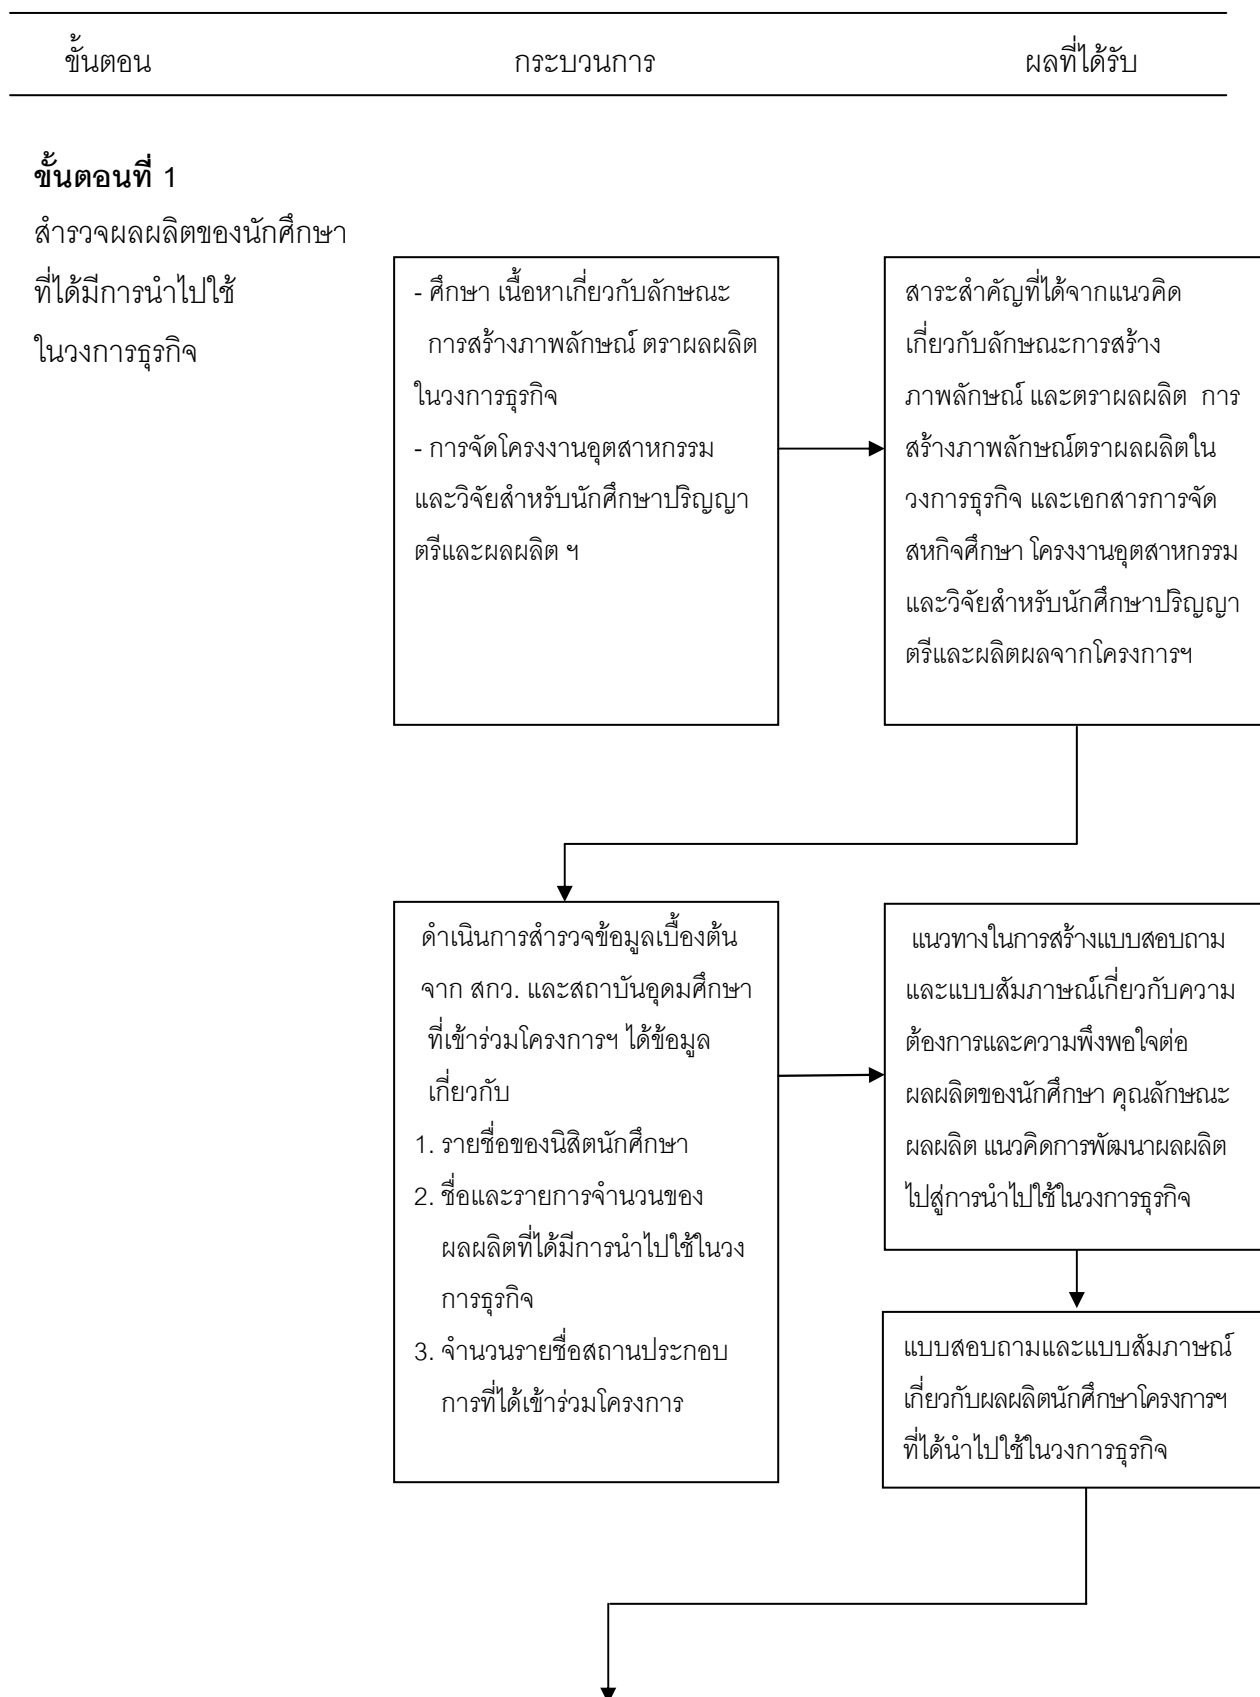 ขั้นตอน กระบวนการ ผลที่ได้รับ
ขั้นตอนที่ 1
สำรวจผลผลิตของนักศึกษา
ที่ได้มีการนำไปใช้
ในวงการธุรกิจ
- ศึกษา เนื้อหาเกี่ยวกับลักษณะ
การสร้างภาพลักษณ์ ตราผลผลิต
ในวงการธุรกิจ
- การจัดโครงงานอุตสาหกรรม
และวิจัยสำหรับนักศึกษาปริญญา
ตรีและผลผลิต ฯ
สาระสำคัญที่ได้จากแนวคิด
เกี่ยวกับลักษณะการสร้าง
ภาพลักษณ์ และตราผลผลิต การ
สร้างภาพลักษณ์ตราผลผลิตใน
วงการธุรกิจ และเอกสารการจัด
สหกิจศึกษา โครงงานอุตสาหกรรม
และวิจัยสำหรับนักศึกษาปริญญา
ตรีและผลิตผลจากโครงการฯ
ดำเนินการสำรวจข้อมูลเบื้องต้น
จาก สกว. และสถาบันอุดมศึกษา
ที่เข้าร่วมโครงการฯ ได้ข้อมูล
เกี่ยวกับ
1. รายชื่อของนิสิตนักศึกษา
2. ชื่อและรายการจำนวนของ
ผลผลิตที่ได้มีการนำไปใช้ในวง
การธุรกิจ
3. จำนวนรายชื่อสถานประกอบ
การที่ได้เข้าร่วมโครงการ
แนวทางในการสร้างแบบสอบถาม
และแบบสัมภาษณ์เกี่ยวกับความ
ต้องการและความพึงพอใจต่อ
ผลผลิตของนักศึกษา คุณลักษณะ
ผลผลิต แนวคิดการพัฒนาผลผลิต
ไปสู่การนำไปใช้ในวงการธุรกิจ
แบบสอบถามและแบบสัมภาษณ์
เกี่ยวกับผลผลิตนักศึกษาโครงการฯ
ที่ได้นำไปใช้ในวงการธุรกิจ